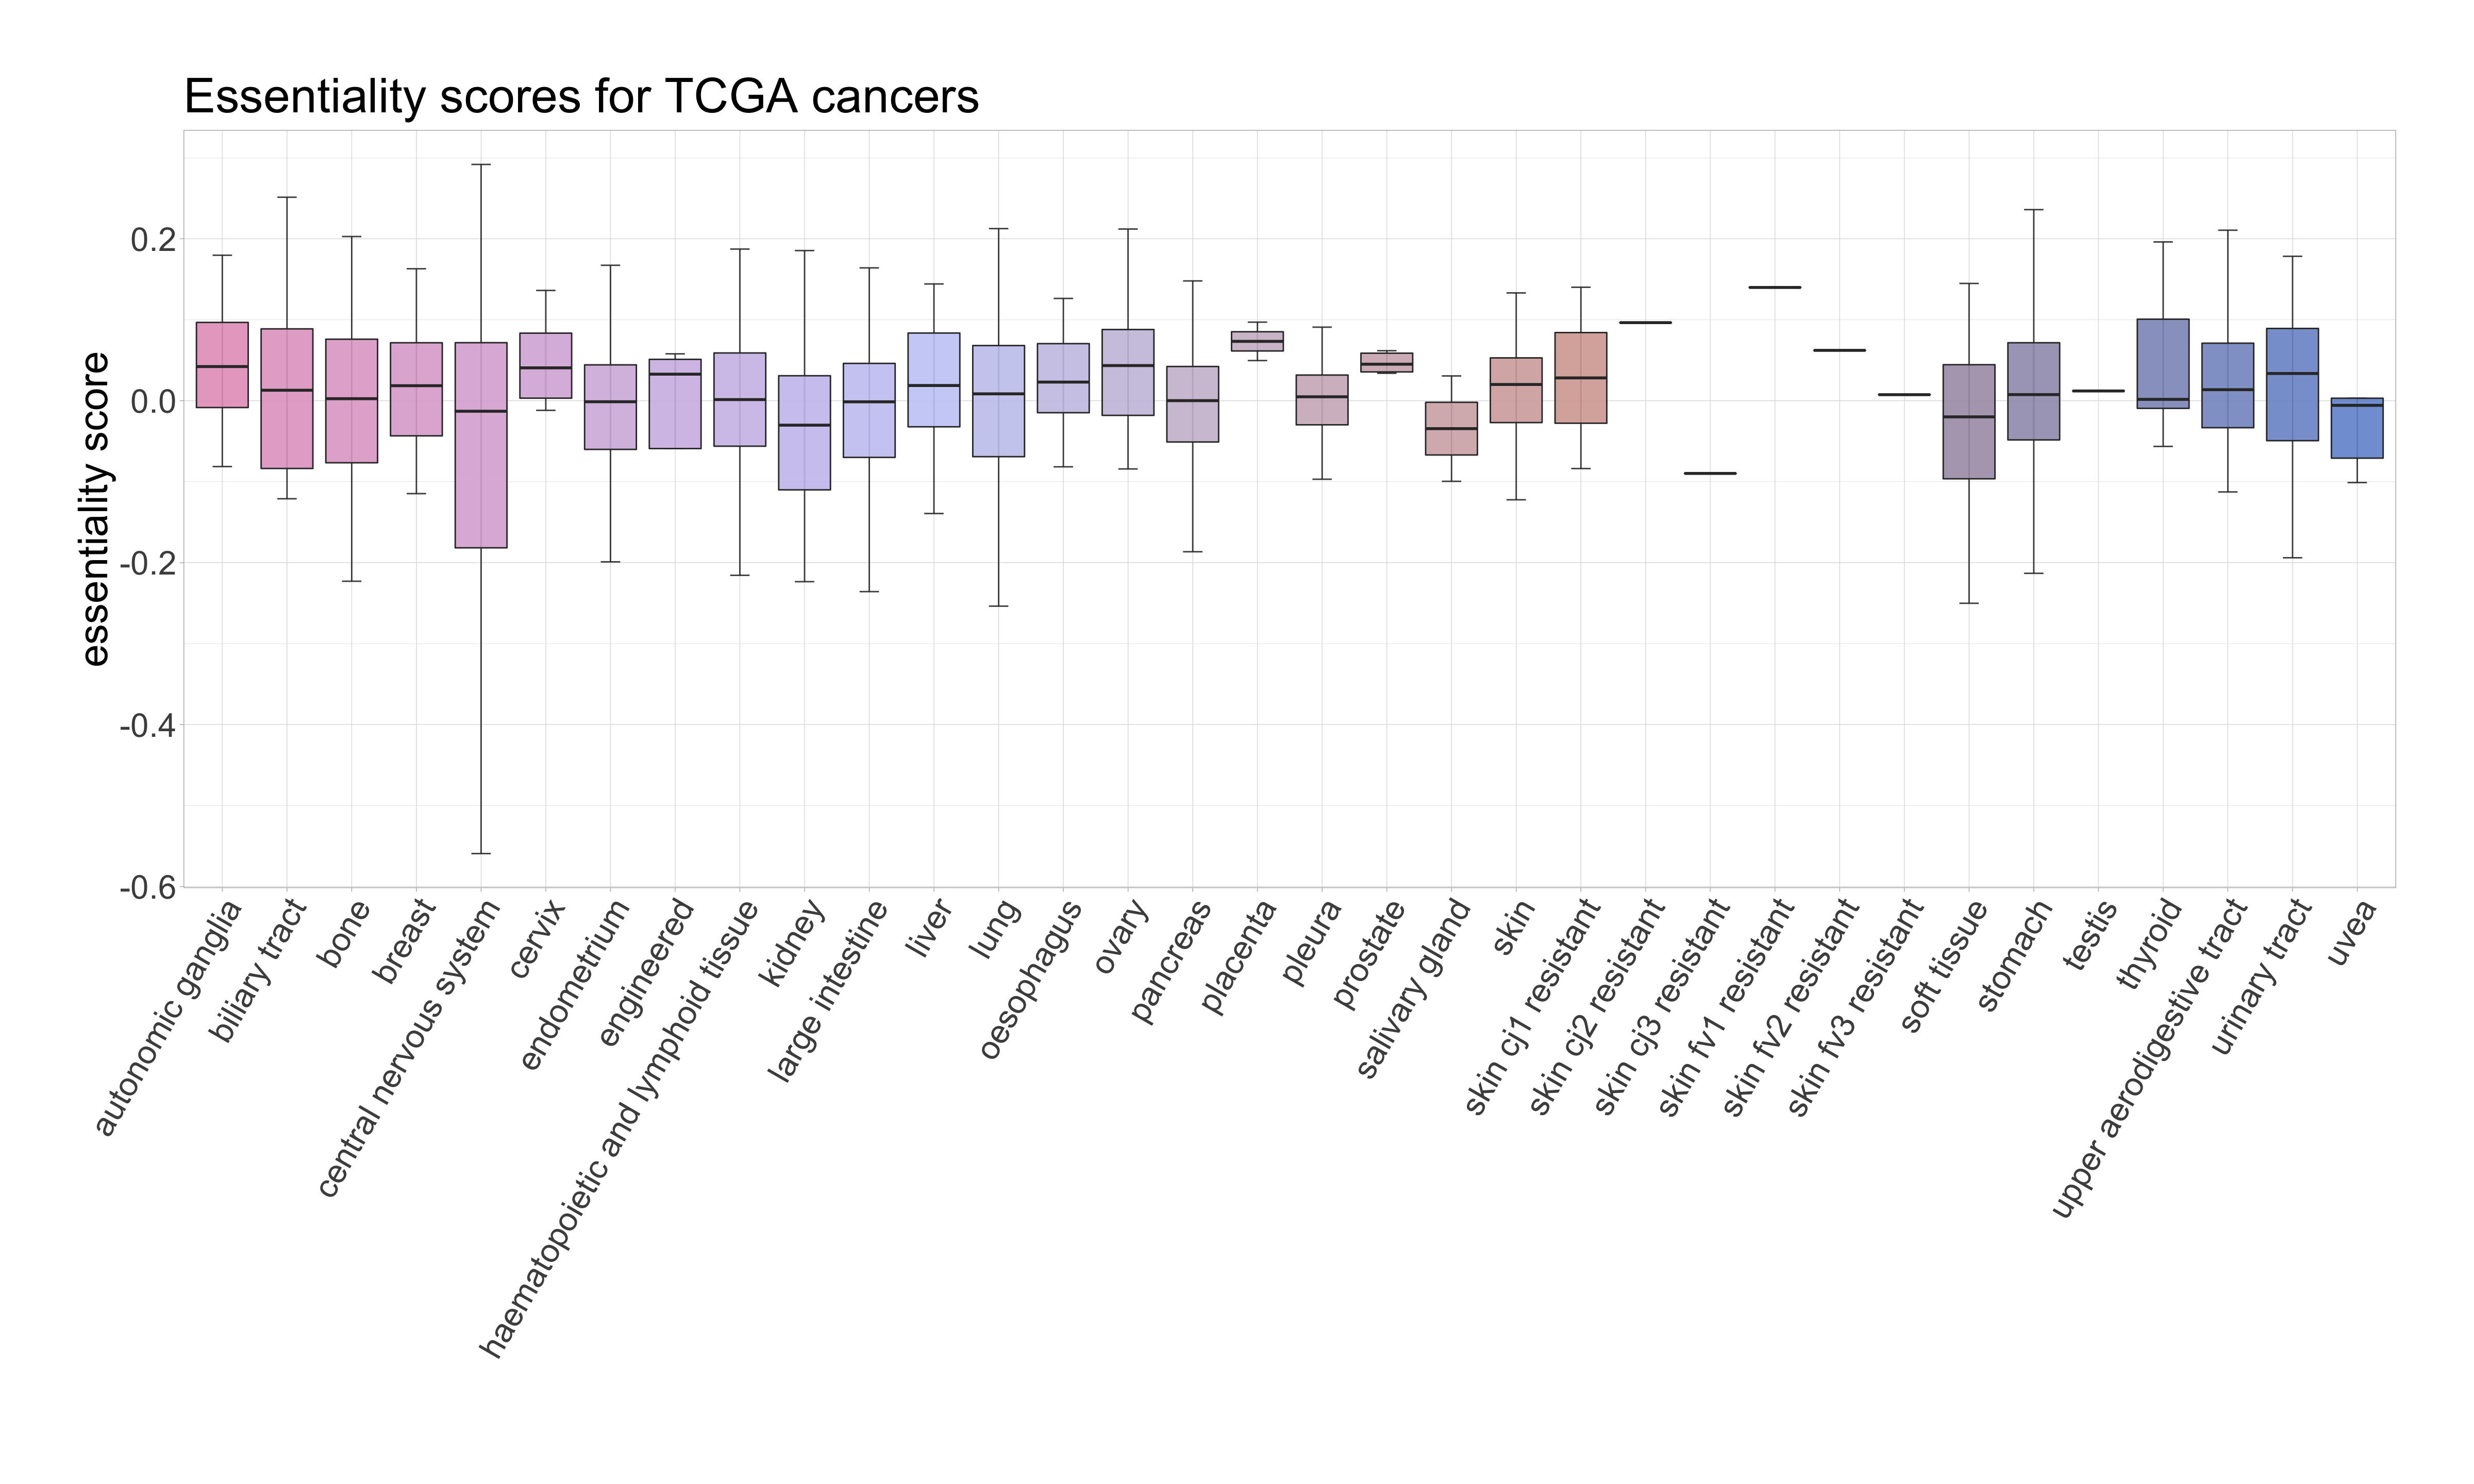 Essentiality scores for TCGA cancers
essentiality score
0.2
0.0
-0.2
-0.4
-0.6
autonomic ganglia
biliary tract
bone
breast
central nervous system
cervix
endometrium
engineered
haematopoietic and lymphoid tissue
kidney
large intestine
liver
lung
oesophagus
ovary
pancreas
placenta
pleura
prostate
salivary gland
skin
skin cj1 resistant
skin cj2 resistant
skin cj3 resistant
skin fv1 resistant
skin fv2 resistant
skin fv3 resistant
soft tissue
stomach
testis
thyroid
upper aerodigestive tract
urinary tract
uvea